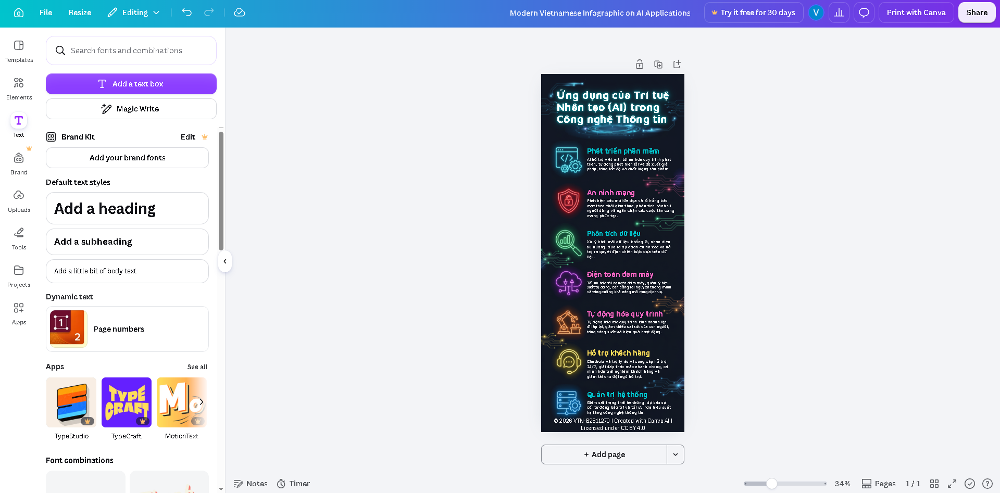 File
Resize
Editing
Modern Vietnamese Infographic on AI Applications
Try it free for 30 days
V
Print with Canva
Share
Templates
Elements
Text
Brand
Uploads
Tools
Projects
Apps
Search fonts and combinations
Add a text box
Magic Write
Brand Kit
Edit
Add your brand fonts
Default text styles
Add a heading
Add a subheading
Add a little bit of body text
Dynamic text
1
2
Page numbers
Apps
See all
TYPE
CRAFT
Mo
TypeStudio
TypeCraft
MotionText
Font combinations
Ứng dụng của Trí tuệ
Nhân tạo (AI) trong
Công nghệ Thông tin
Phát triển phần mềm
AI hỗ trợ viết mã, tối ưu hóa quy trình phát
triển, tự động phát hiện lỗi và đề xuất giải
pháp, tăng tốc độ và chất lượng sản phẩm.
An ninh mạng
Phát hiện các mối đe dọa và lỗ hổng bảo
mật theo thời gian thực, phân tích hành vi
người dùng và ngăn chặn các cuộc tấn công
mạng phức tạp.
Phân tích dữ liệu
Xử lý khối mãi dữ liệu khổng lồ, nhận diện
xu hướng, đưa ra dự đoán chính xác và hỗ
trợ ra quyết định chiến lược dựa trên dữ
liệu.
Điện toán đám mây
Tối ưu hóa tài nguyên đám mây, quản lý hiệu
suất tự động, cân bằng tài nguyên thông minh
và tăng cường khả năng mở rộng dịch vụ.
Tự động hóa quy trình
Tự động hóa các quy trình kinh doanh lặp
đi lặp lại, giảm thiểu sai sót của con người,
tăng năng suất và hiệu quả hoạt động.
Hỗ trợ khách hàng
Chatbots và trợ lý ảo AI cung cấp hỗ trợ
24/7, giải đáp thắc mắc nhanh chóng, cá
nhân hóa trải nghiệm khách hàng và
giảm tải cho đội ngũ hỗ trợ.
Quản trị hệ thống
Giám sát trạng thái hệ thống, dự báo sự
cố, tự động bảo trì và tối ưu hóa hiệu suất
hạ tầng công nghệ thông tin.
© 2026 VTN-B2611270 | Created with Canva AI |
Licensed under CC BY 4.0
+ Add page
Notes
Timer
34%
Pages
1 / 1